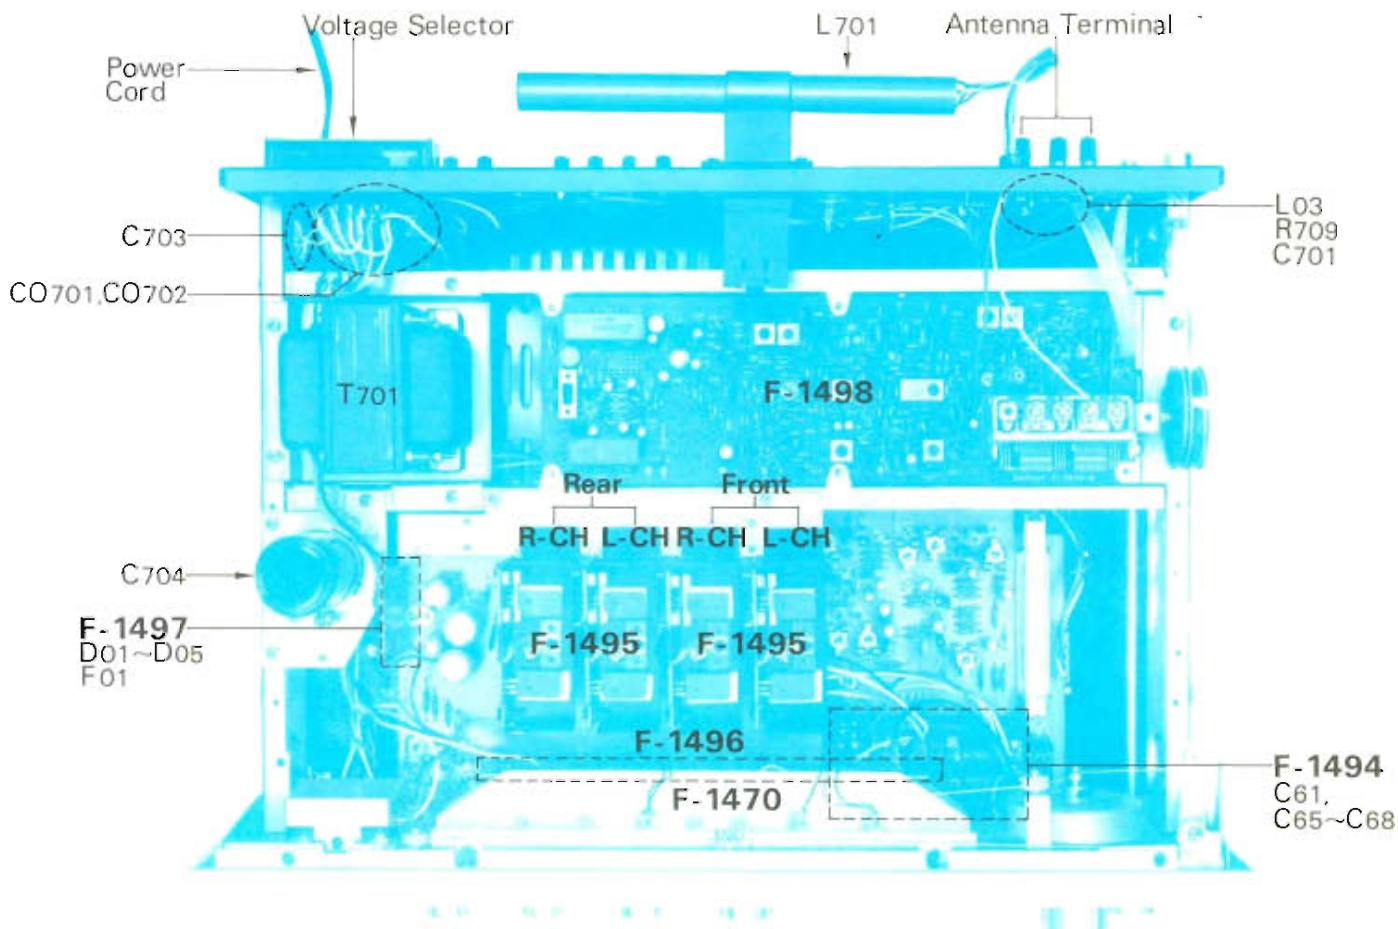 Voltage Selector
L701
Antenna Terminal
Power
Cord
C703
L03
R709
C701
CO701,CO702
T701
F-1498
Rear
Front
R-CH L-CH R-CH L-CH
C704
F-1497
D01~D05
F01
F-1495
F-1495
F-1496
F-1494
C61,
C65~C68
F-1470